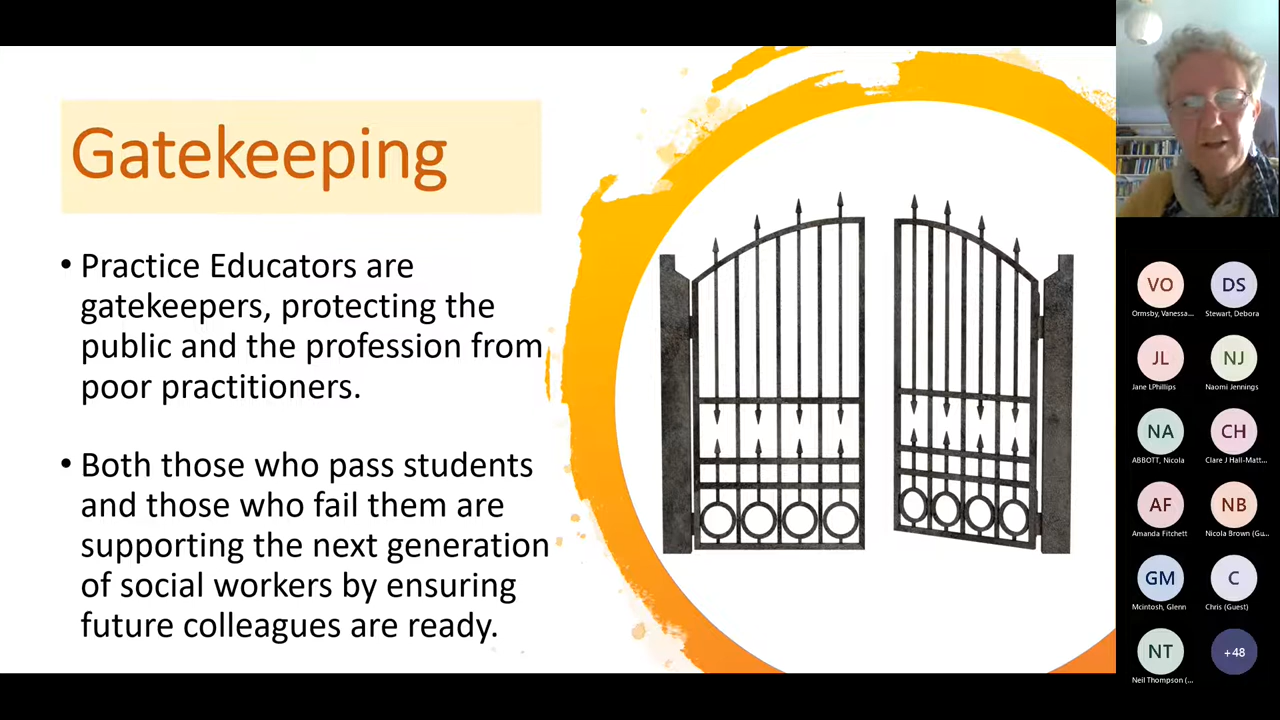 Gatekeeping
• Practice Educators are
gatekeepers, protecting the
public and the profession from
poor practitioners.
• Both those who pass students
and those who fail them are
supporting the next generation
of social workers by ensuring
future colleagues are ready.
VO
Ormsby, Vanessa...
DS
Stewart, Debora
JL
Jane LPhillips
NJ
Naomi Jennings
NA
ABBOTT, Nicola
CH
Clare J Hall-Matt...
AF
Amanda Fitchett
NB
Nicola Brown (Gu...
GM
Mcintosh, Glenn
C
Chris (Guest)
NT
Neil Thompson (...
+48